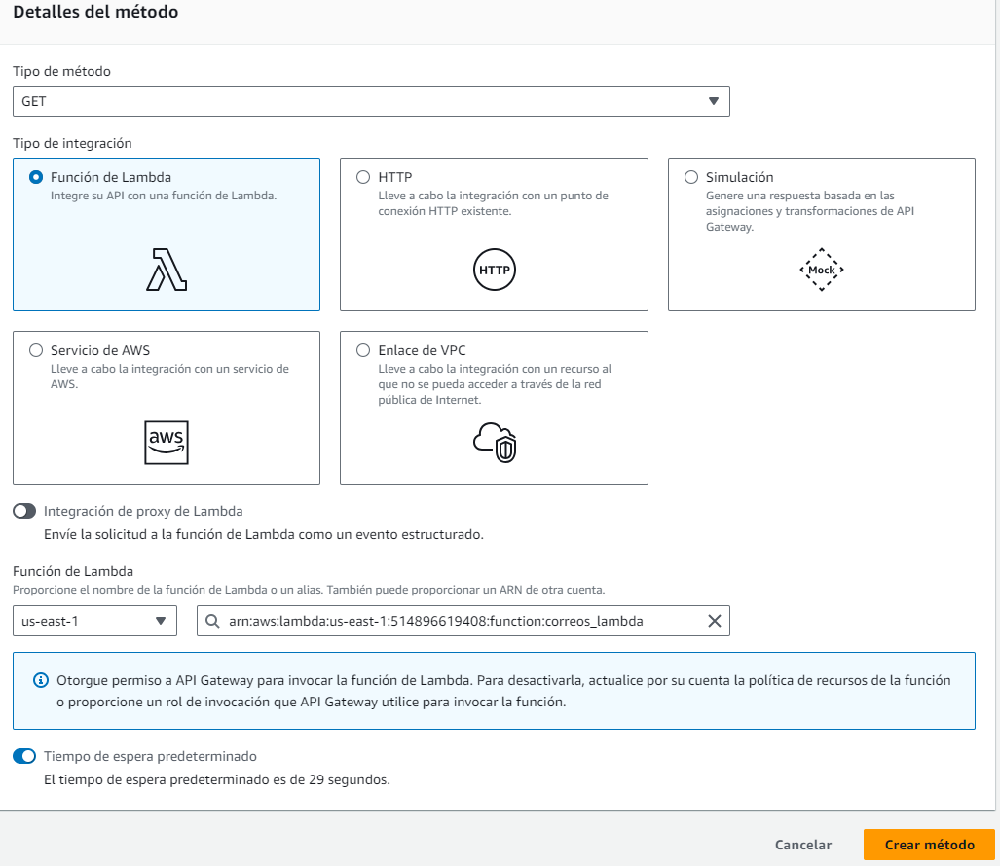 Detalles del método
Tipo de método
GET
Tipo de integración
Función de Lambda
Integre su API con una función de Lambda.
HTTP
Lleve a cabo la integración con un punto de
conexión HTTP existente.
HTTP
Simulación
Genere una respuesta basada en las
asignaciones y transformaciones de API
Gateway.
Mock
Servicio de AWS
Lleve a cabo la integración con un servicio de
AWS.
aws
Enlace de VPC
Lleve a cabo la integración con un recurso al
que no se pueda acceder a través de la red
pública de Internet.
Integración de proxy de Lambda
Envíe la solicitud a la función de Lambda como un evento estructurado.
Función de Lambda
Proporcione el nombre de la función de Lambda o un alias. También puede proporcionar un ARN de otra cuenta.
us-east-1
arn:aws:lambda:us-east-1:514896619408:function:correos_lambda
Otorgue permiso a API Gateway para invocar la función de Lambda. Para desactivarla, actualice por su cuenta la política de recursos de la función
o proporcione un rol de invocación que API Gateway utilice para invocar la función.
Tiempo de espera predeterminado
El tiempo de espera predeterminado es de 29 segundos.
Cancelar
Crear método